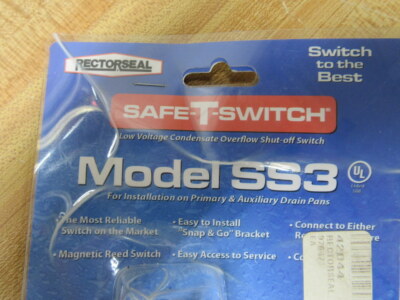 RECTORSEAL
Switch
to the
Best
SAFE-T-SWITCH®
Low Voltage Condensate Overflow Shut-off Switch
Model SS3
UL
For Installation on Primary & Auxiliary Drain Pans
• The Most Reliable
Switch on the Market
• Easy to Install
"Snap & Go" Bracket
• Connect to Either
• Magnetic Reed Switch
• Easy Access to Service